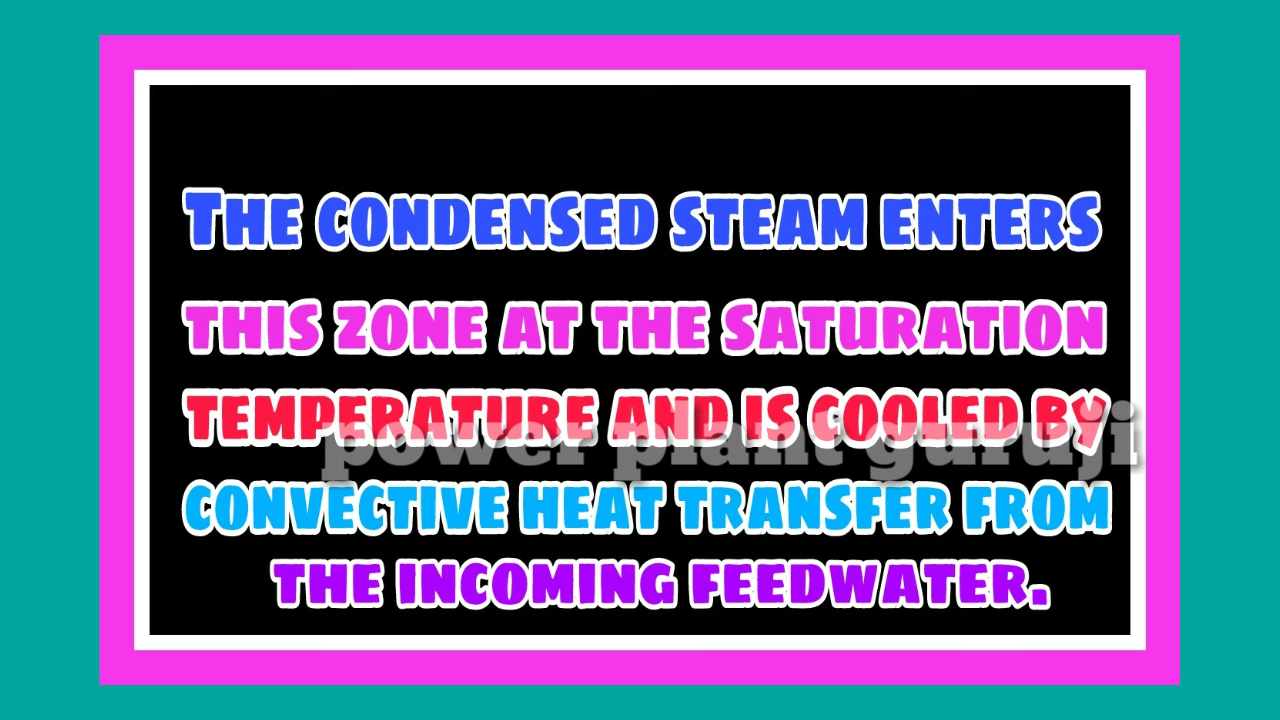 The condensed steam enters
this zone at the saturation
temperature and is cooled by
convective heat transfer from
the incoming feedwater.
power plant guruji